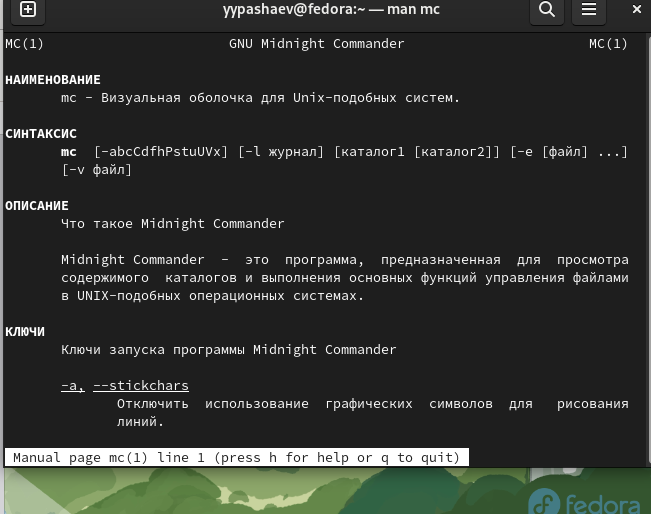 yypashaev@fedora:~ — man mc
MC(1) GNU Midnight Commander MC(1)
НАИМЕНОВАНИЕ
mc - Визуальная оболочка для Unix-подобных систем.
СИНТАКСИС
mc [-abcCdfhPstuUVx] [-l журнал] [каталог1 [каталог2]] [-e [файл] ...]
[-v файл]
ОПИСАНИЕ
Что такое Midnight Commander
Midnight Commander - это программа, предназначенная для просмотра
содержимого каталогов и выполнения основных функций управления файлами
в UNIX-подобных операционных системах.
КЛЮЧИ
Ключи запуска программы Midnight Commander
-a, --stickchars
Отключить использование графических символов для рисования
линий.
Manual page mc(1) line 1 (press h for help or q to quit)
fedora